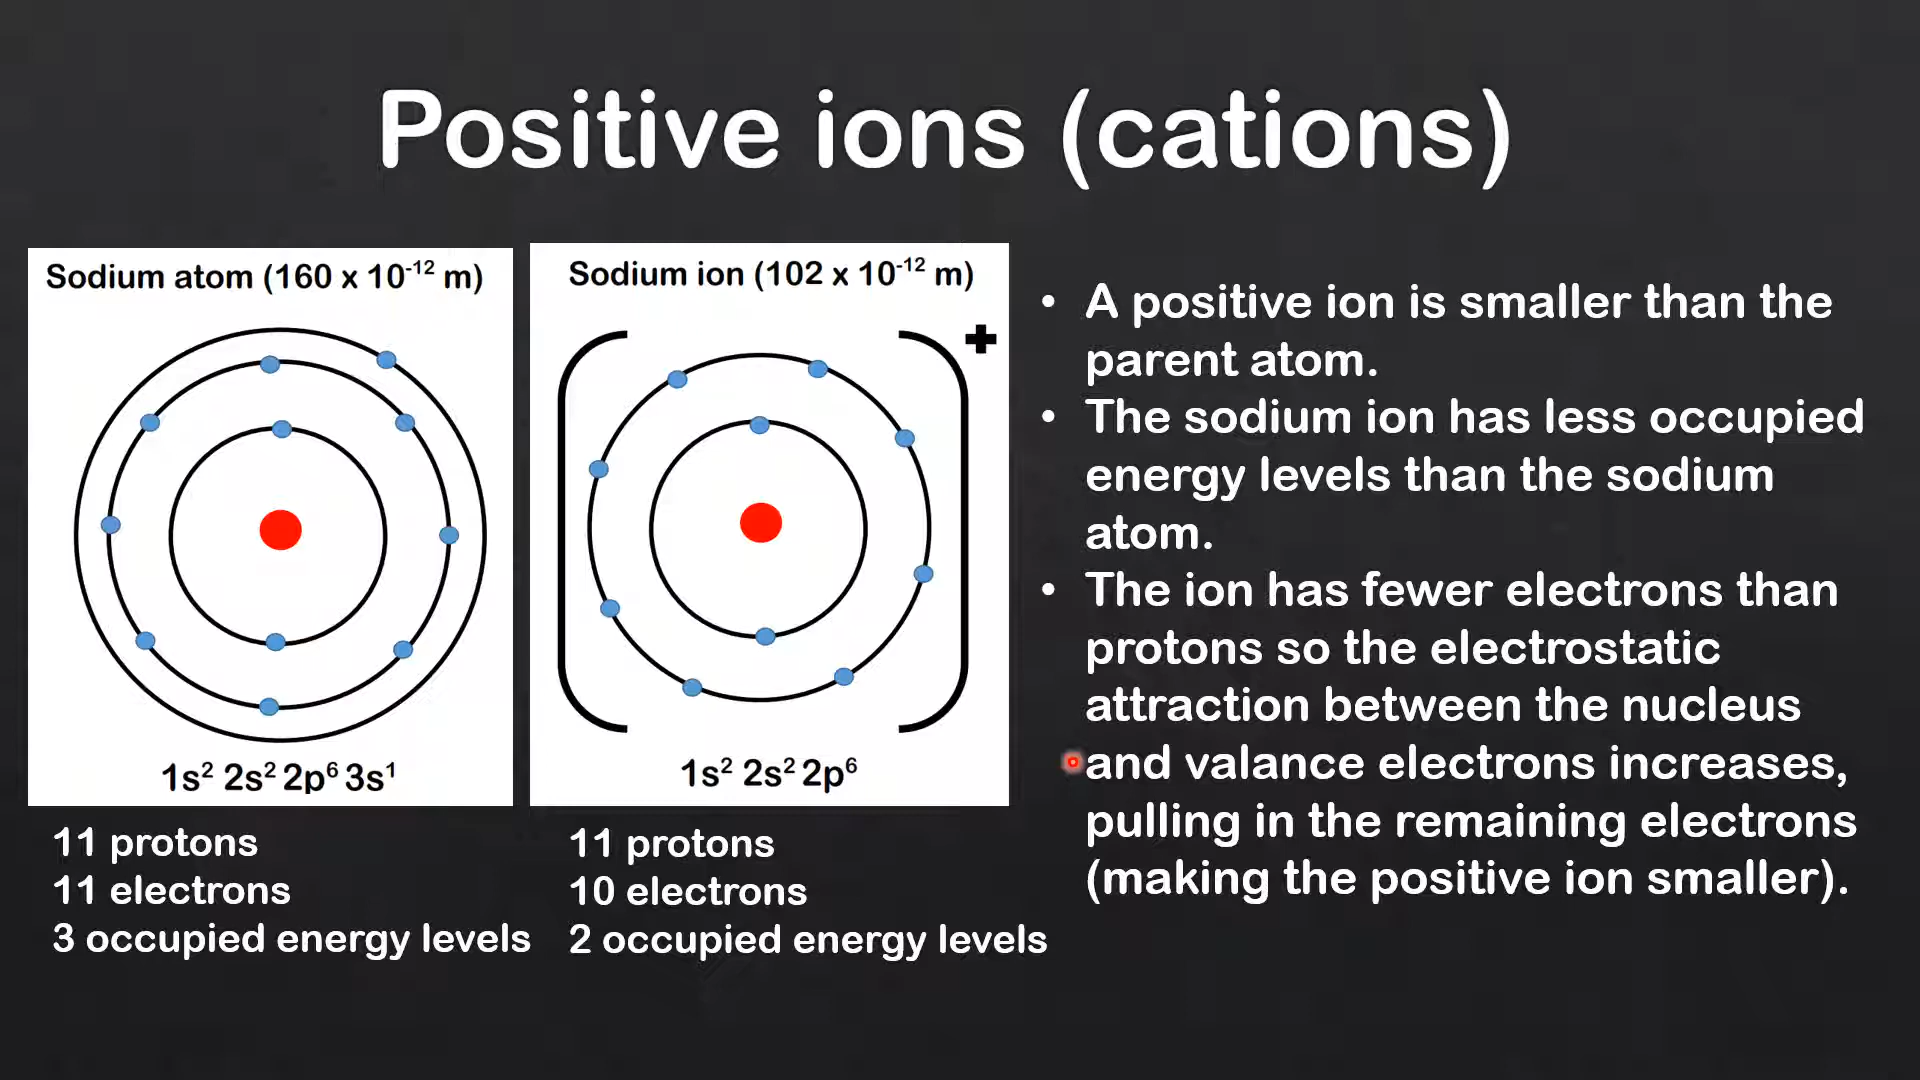 Positive ions (cations)
Sodium atom (160 x 10⁻¹² m)
1s² 2s² 2p⁶ 3s¹
11 protons
11 electrons
3 occupied energy levels
Sodium ion (102 x 10⁻¹² m)
+
1s² 2s² 2p⁶
11 protons
10 electrons
2 occupied energy levels
• A positive ion is smaller than the
parent atom.
• The sodium ion has less occupied
energy levels than the sodium
atom.
• The ion has fewer electrons than
protons so the electrostatic
attraction between the nucleus
and valance electrons increases,
pulling in the remaining electrons
(making the positive ion smaller).